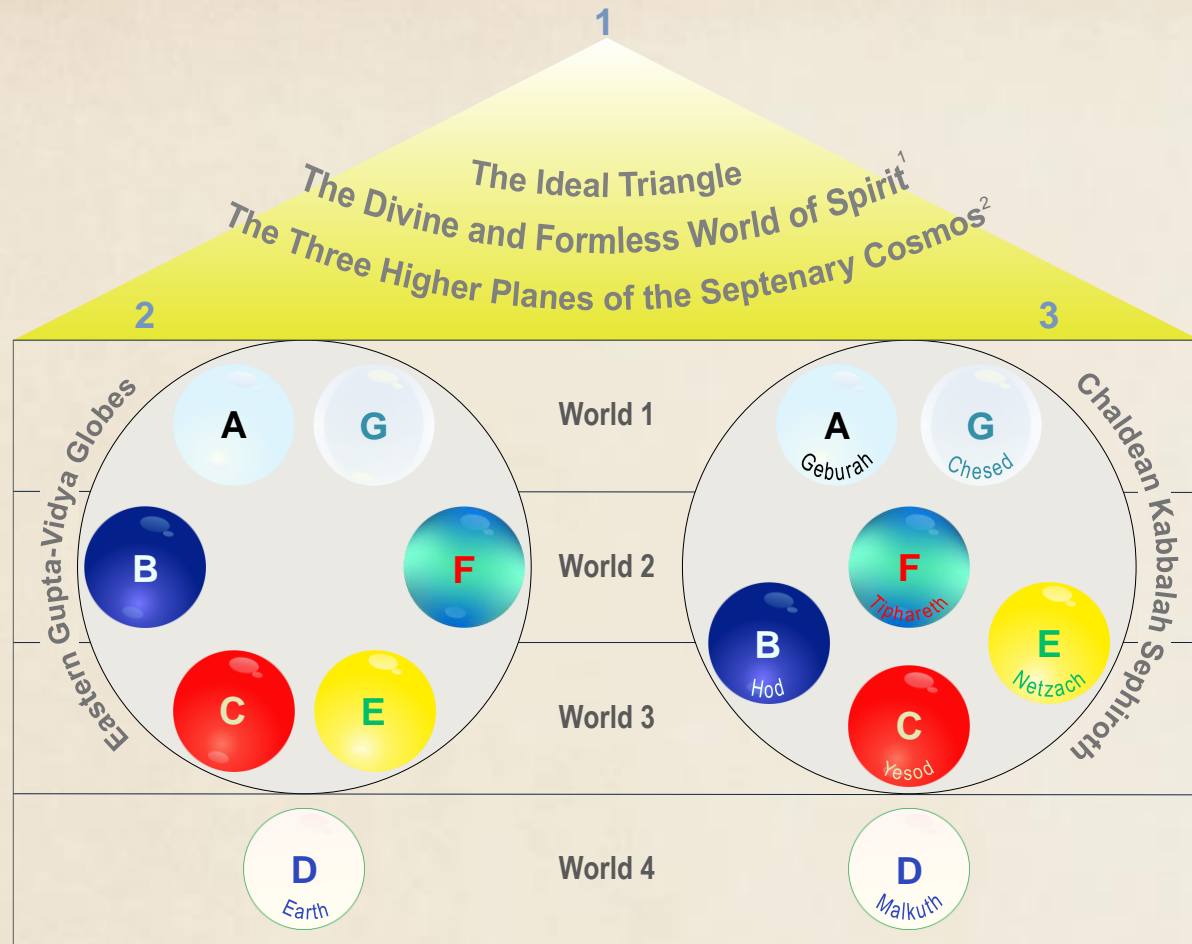 1
The Ideal Triangle
The Divine and Formless World of Spirit¹
The Three Higher Planes of the Septenary Cosmos²
2
3
Eastern Gupta-Vidya Globes
A
G
World 1
A
Geburah
G
Chesed
Chaldean Kabbalah Sephiroth
B
F
World 2
F
Tiphareth
B
Hod
E
Netzach
C
E
World 3
C
Yesod
D
Earth
World 4
D
Malkuth